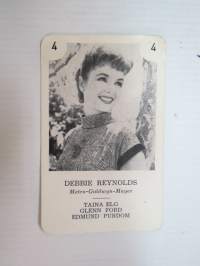 4 4
DEBBIE REYNOLDS
Metro-Goldwyn-Mayer
TAINA ELG
GLENN FORD
EDMUND PURDOM